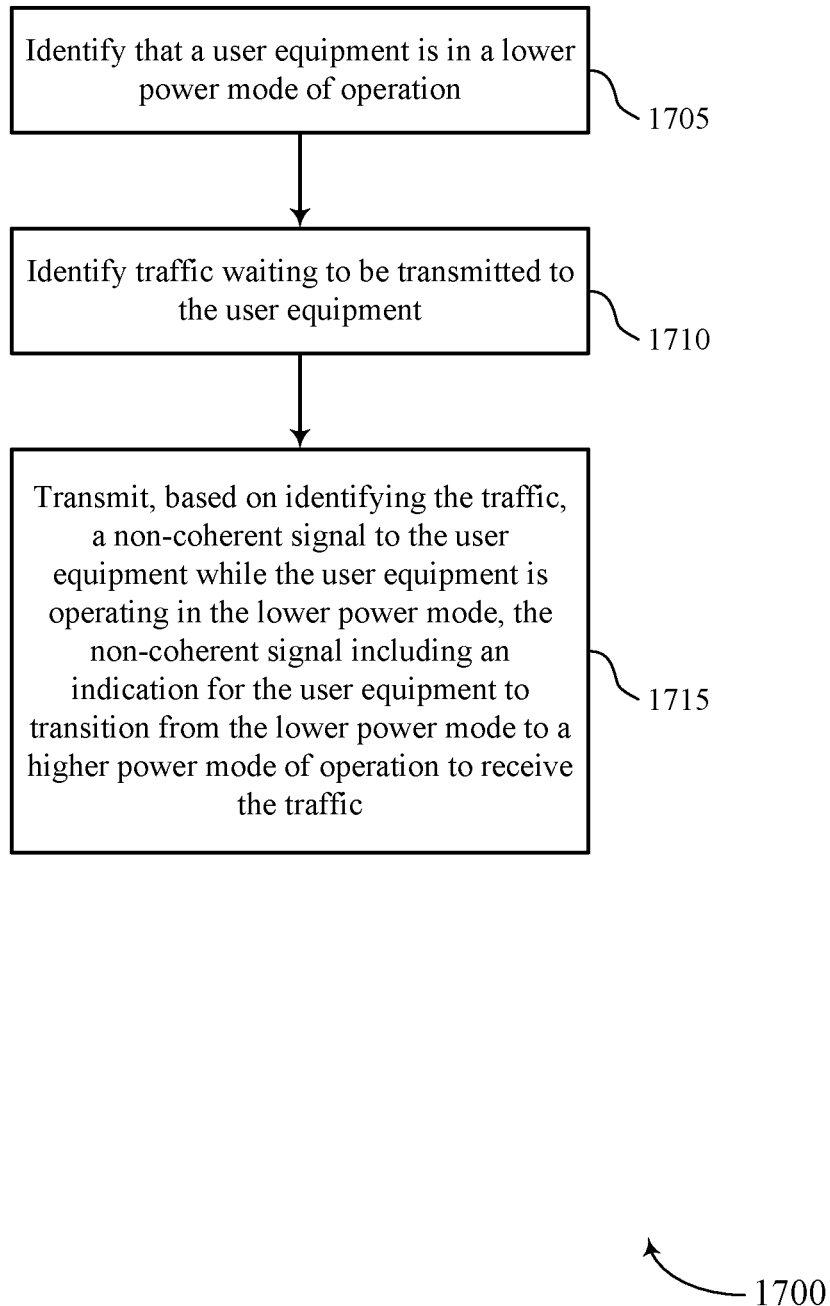 Identify that a user equipment is in a lower
power mode of operation
1705
Identify traffic waiting to be transmitted to
the user equipment
1710
Transmit, based on identifying the traffic,
a non-coherent signal to the user
equipment while the user equipment is
operating in the lower power mode, the
non-coherent signal including an
indication for the user equipment to
transition from the lower power mode to a
higher power mode of operation to receive
the traffic
1715
1700